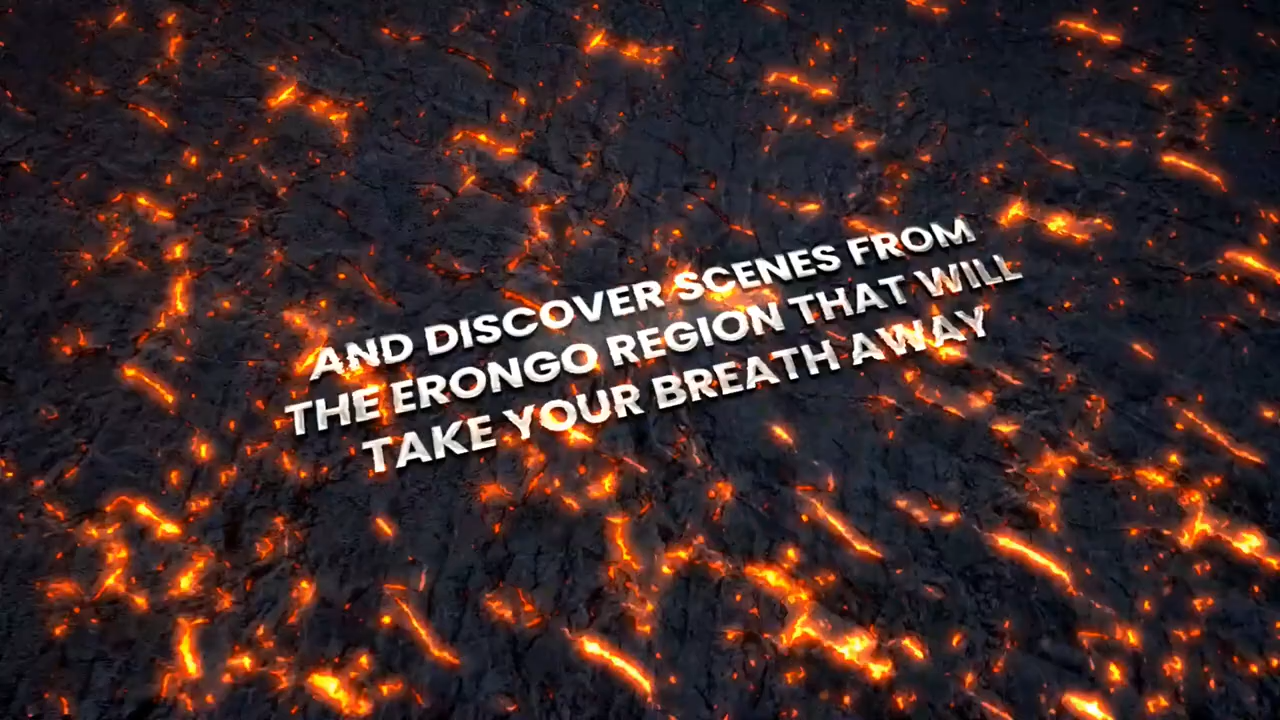 AND DISCOVER SCENES FROM
THE ERONGO REGION THAT WILL
TAKE YOUR BREATH AWAY